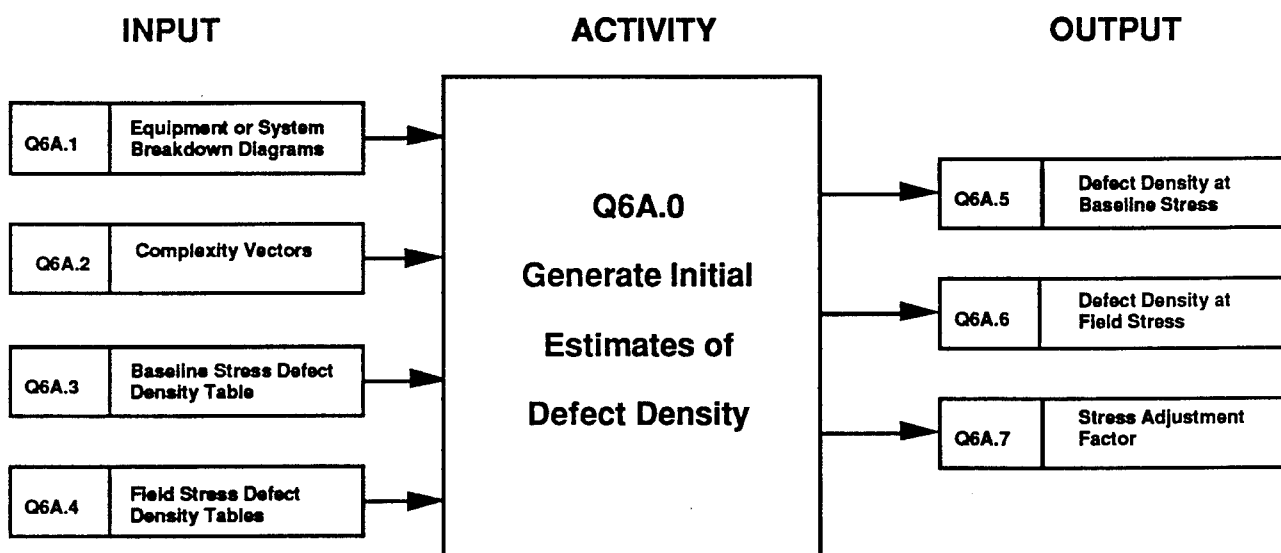 INPUT
ACTIVITY
OUTPUT
Q6A.1
Equipment or System
Breakdown Diagrams
Q6A.2
Complexity Vectors
Q6A.3
Baseline Stress Defect
Density Table
Q6A.4
Field Stress Defect
Density Tables
Q6A.0
Generate Initial
Estimates of
Defect Density
Q6A.5
Defect Density at
Baseline Stress
Q6A.6
Defect Density at
Field Stress
Q6A.7
Stress Adjustment
Factor